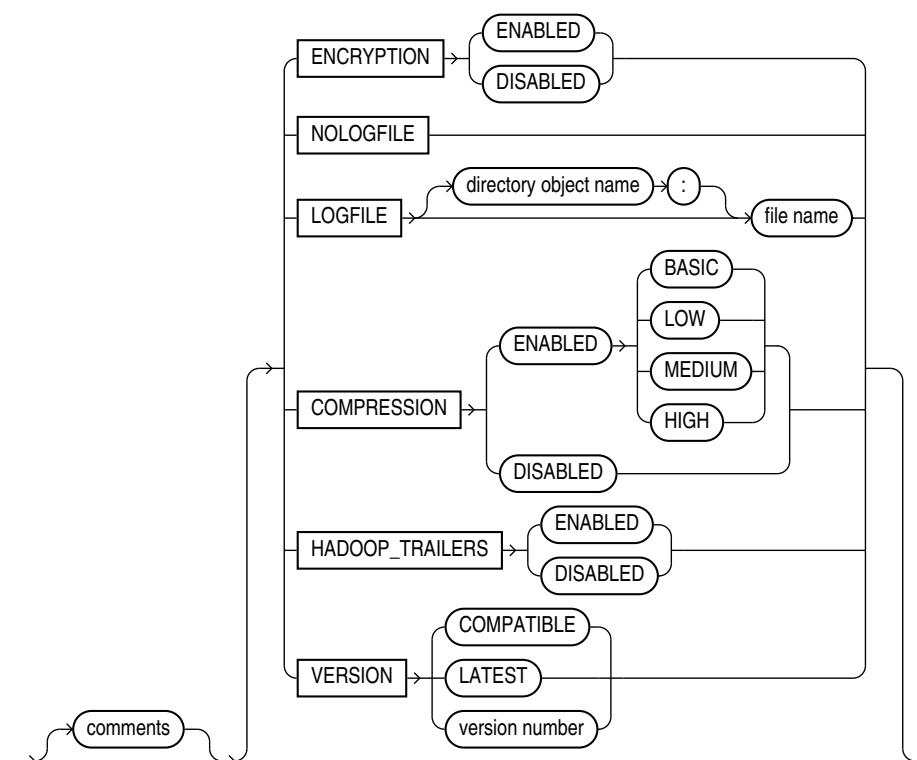 ENCRYPTION
ENABLED
DISABLED
NOLOGFILE
LOGFILE
directory object name
:
file name
COMPRESSION
ENABLED
BASIC
LOW
MEDIUM
HIGH
DISABLED
HADOOP_TRAILERS
ENABLED
DISABLED
VERSION
COMPATIBLE
LATEST
version number
comments